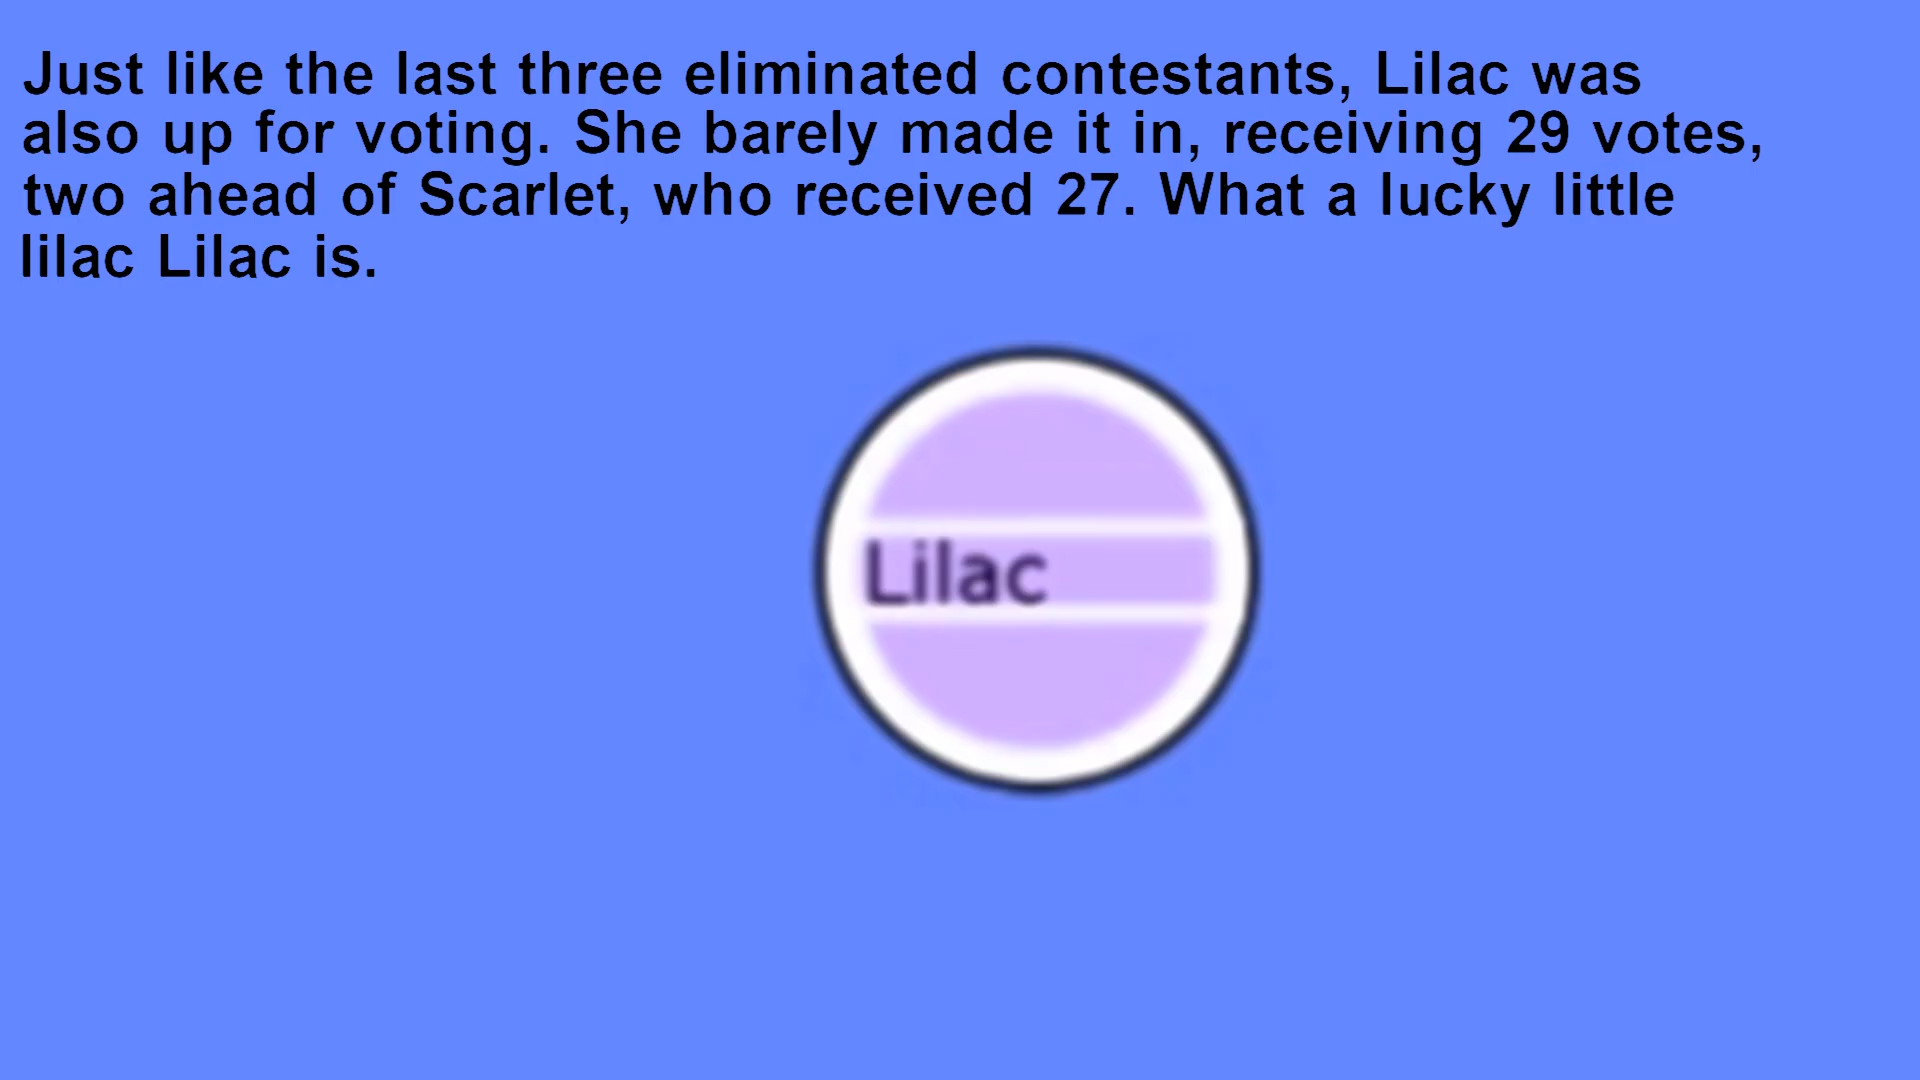 Just like the last three eliminated contestants, Lilac was
also up for voting. She barely made it in, receiving 29 votes,
two ahead of Scarlet, who received 27. What a lucky little
lilac Lilac is.
Lilac